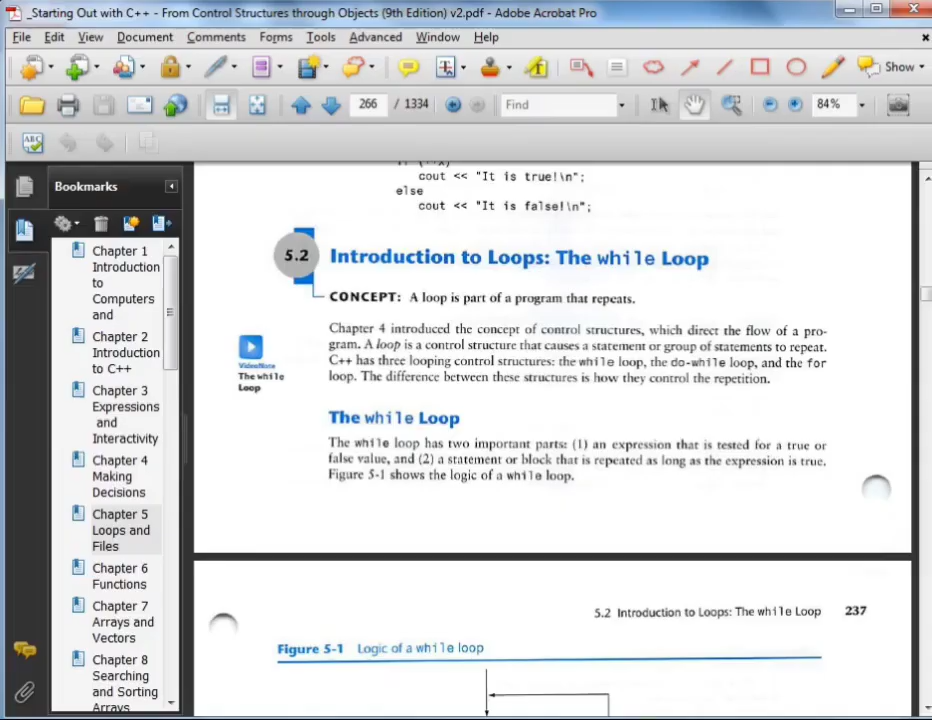 _Starting Out with C++ - From Control Structures through Objects (9th Edition) v2.pdf - Adobe Acrobat Pro
File Edit View Document Comments Forms Tools Advanced Window Help
Show
266 / 1334 Find 84%
ABC
Bookmarks
Chapter 1
Introduction
to
Computers
and
Chapter 2
Introduction
to C++
Chapter 3
Expressions
and
Interactivity
Chapter 4
Making
Decisions
Chapter 5
Loops and
Files
Chapter 6
Functions
Chapter 7
Arrays and
Vectors
Chapter 8
Searching
and Sorting
Arrays
cout << "It is true!\n";
else
cout << "It is false!\n";
5.2 Introduction to Loops: The while Loop
CONCEPT: A loop is part of a program that repeats.
VideoNote
The while
Loop
Chapter 4 introduced the concept of control structures, which direct the flow of a pro-
gram. A loop is a control structure that causes a statement or group of statements to repeat.
C++ has three looping control structures: the while loop, the do-while loop, and the for
loop. The difference between these structures is how they control the repetition.
The while Loop
The while loop has two important parts: (1) an expression that is tested for a true or
false value, and (2) a statement or block that is repeated as long as the expression is true.
Figure 5-1 shows the logic of a while loop.
5.2 Introduction to Loops: The while Loop 237
Figure 5-1 Logic of a while loop